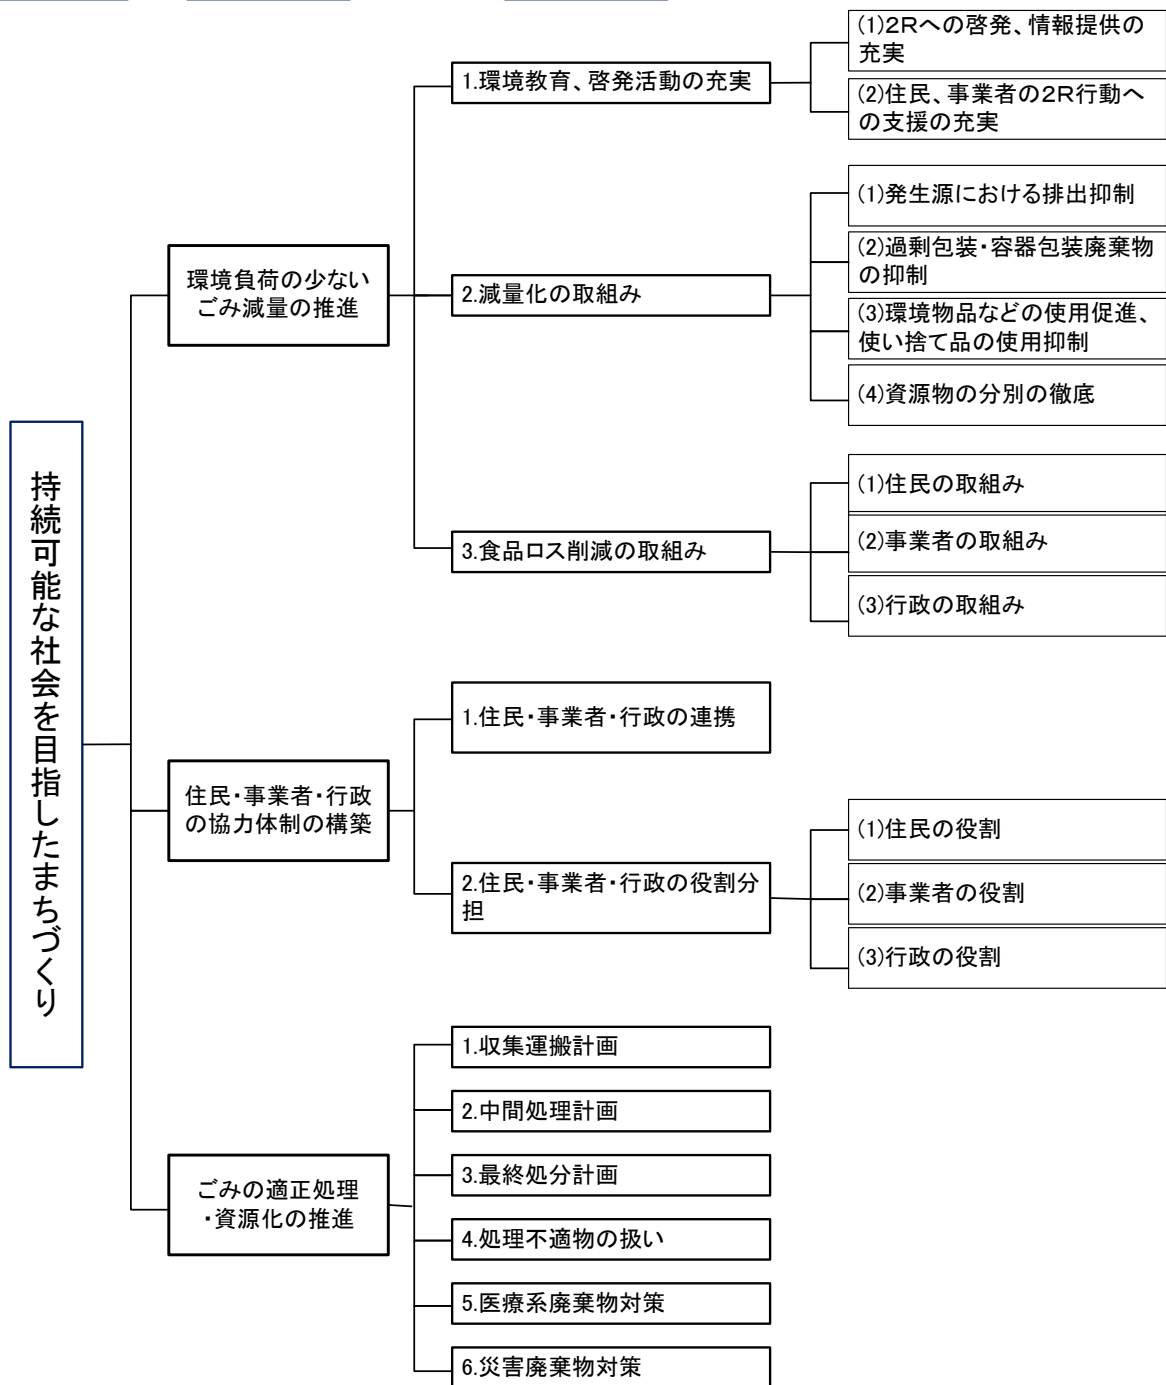 持続可能な社会を目指したまちづくり
環境負荷の少ない
ごみ減量の推進
1.環境教育、啓発活動の充実
(1)2Rへの啓発、情報提供の
充実
(2)住民、事業者の2R行動へ
の支援の充実
2.減量化の取組み
(1)発生源における排出抑制
(2)過剰包装・容器包装廃棄物
の抑制
(3)環境物品などの使用促進、
使い捨て品の使用抑制
(4)資源物の分別の徹底
3.食品ロス削減の取組み
(1)住民の取組み
(2)事業者の取組み
(3)行政の取組み
住民・事業者・行政
の協力体制の構築
1.住民・事業者・行政の連携
2.住民・事業者・行政の役割分
担
(1)住民の役割
(2)事業者の役割
(3)行政の役割
ごみの適正処理
・資源化の推進
1.収集運搬計画
2.中間処理計画
3.最終処分計画
4.処理不適物の扱い
5.医療系廃棄物対策
6.災害廃棄物対策